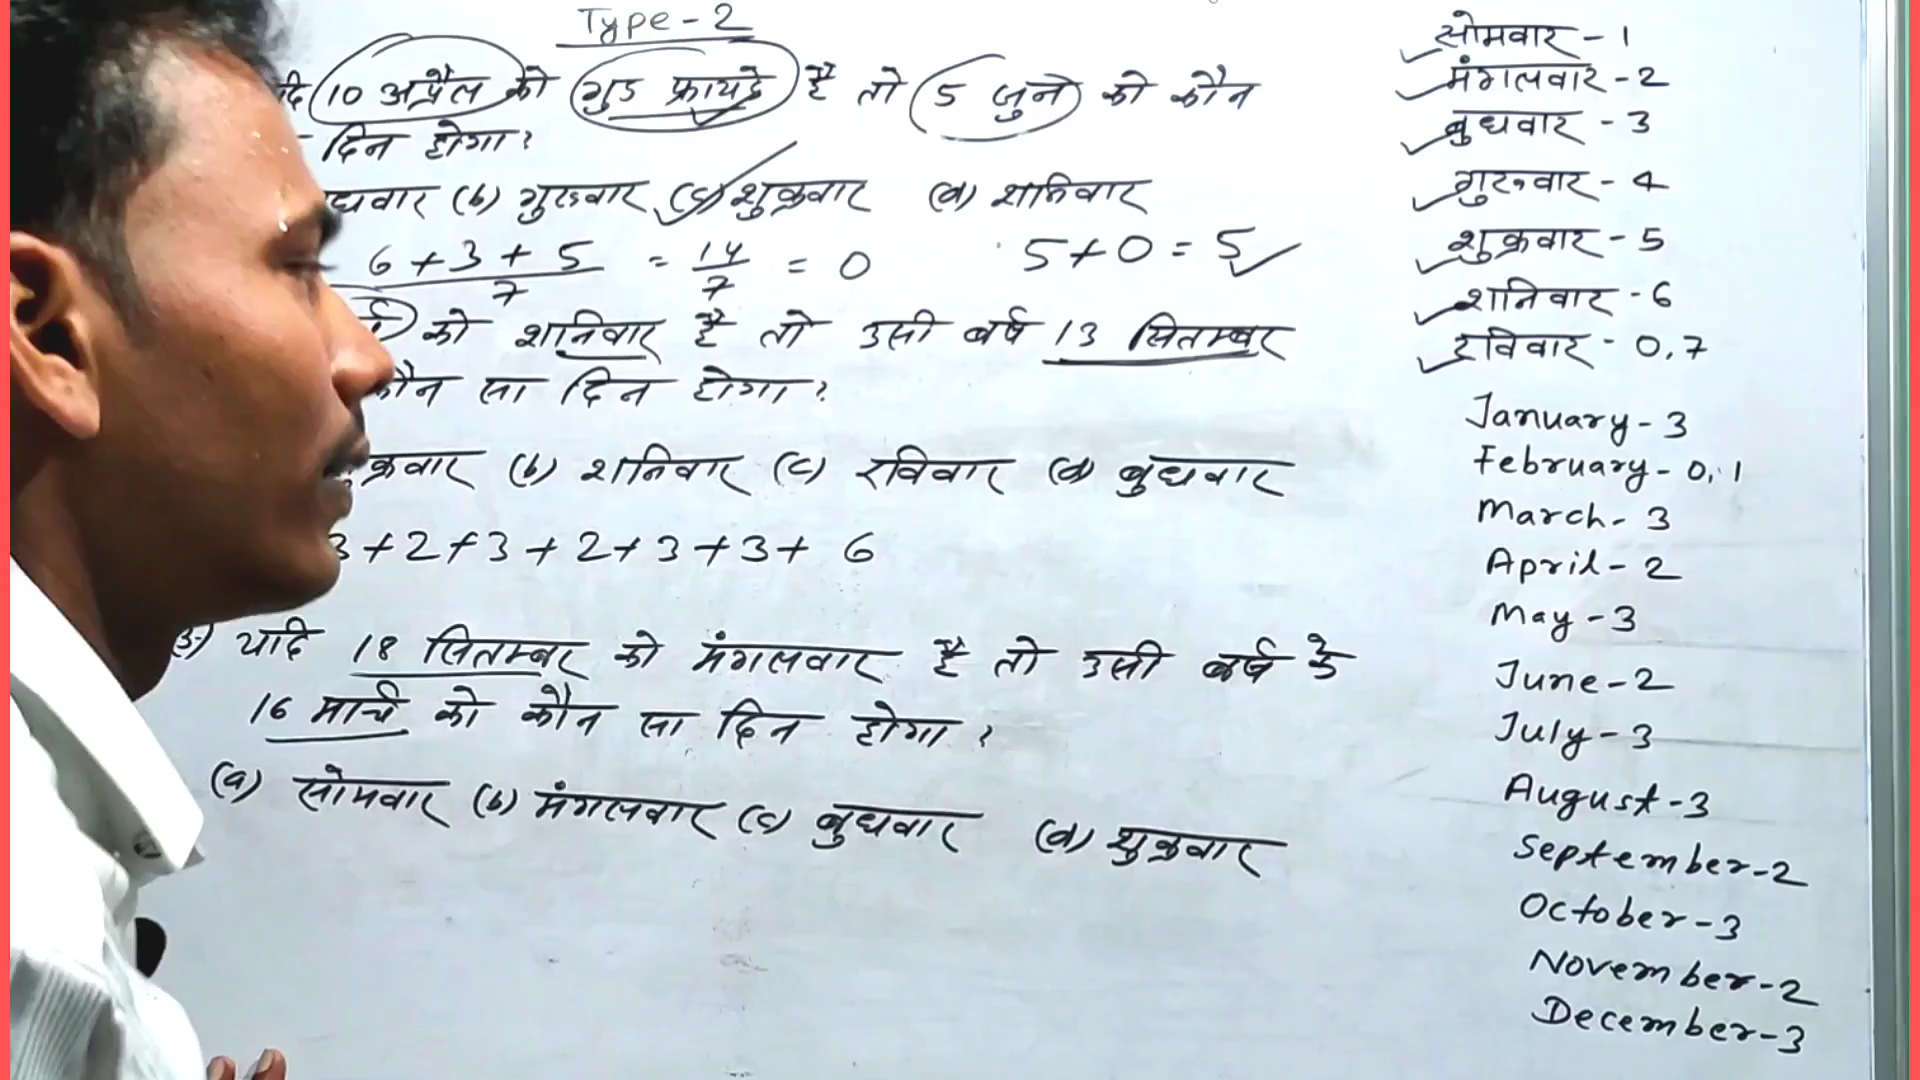 Type-2
10 अप्रैल को गुड फ्रायडे है तो 5 जुन को कौन
दिन होगा?
(b) गुरुवार (c) शुक्रवार (d) शनिवार
6+3+5/7 = 14/7 = 0 5+0=5
को शनिवार है तो उसी वर्ष 13 सितम्बर
कौन सा दिन होगा?
(b) शनिवार (c) रविवार (d) बुधवार
3+2+3+2+3+3+6
3) यदि 18 सितम्बर को मंगलवार है तो उसी वर्ष के
16 मार्च को कौन सा दिन होगा?
(a) सोमवार (b) मंगलवार (c) बुधवार (d) शुक्रवार
सोमवार-1
मंगलवार-2
बुधवार-3
गुरुवार-4
शुक्रवार-5
शनिवार-6
रविवार-0,7
January-3
February-0,1
March-3
April-2
May-3
June-2
July-3
August-3
September-2
October-3
November-2
December-3